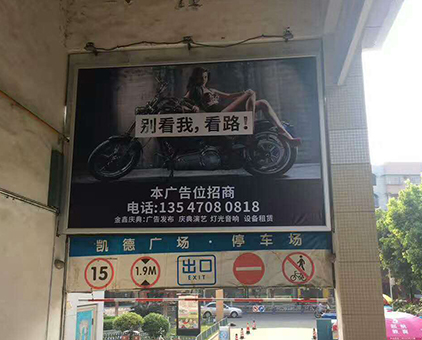 别看我，看路！
本广告位招商
电话:135 4708 0818
金鑫庆典:广告发布 庆典演艺 灯光音响 设备租赁
凯德广场·停车场
15
1.9M
出口
EXIT